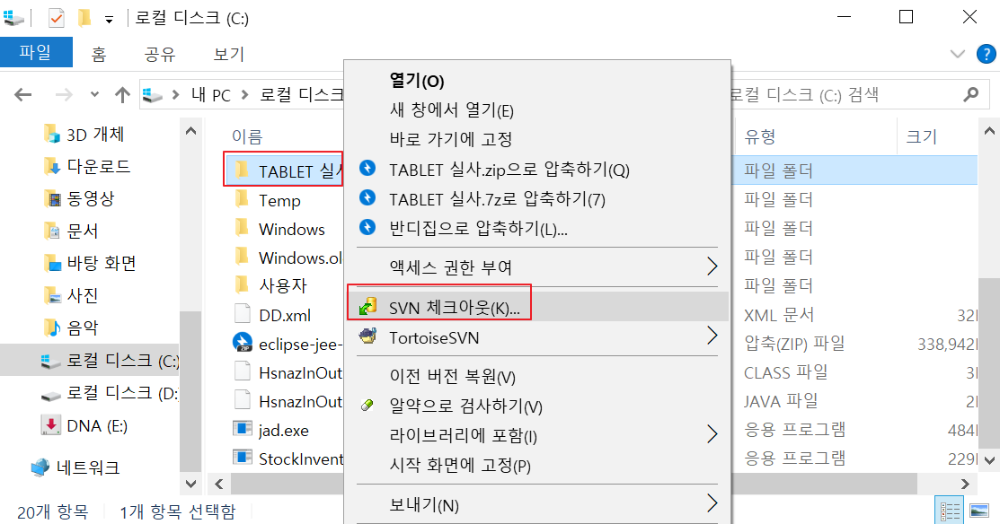 로컬 디스크 (C:)
파일 홈 공유 보기
내 PC 로컬 디스크
로컬 디스크 (C:) 검색
3D 개체
다운로드
동영상
문서
바탕 화면
사진
음악
로컬 디스크 (C:)
로컬 디스크 (D:
DNA (E:)
네트워크
이름
TABLET 실사
Temp
Windows
Windows.ol
사용자
DD.xml
eclipse-jee-
HsnazInOut
HsnazInOut
jad.exe
StockInvent
열기(O)
새 창에서 열기(E)
바로 가기에 고정
TABLET 실사.zip으로 압축하기(Q)
TABLET 실사.7z로 압축하기(7)
반디집으로 압축하기(L)...
액세스 권한 부여
SVN 체크아웃(K)...
TortoiseSVN
이전 버전 복원(V)
알약으로 검사하기(V)
라이브러리에 포함(I)
시작 화면에 고정(P)
보내기(N)
유형 크기
파일 폴더
파일 폴더
파일 폴더
파일 폴더
파일 폴더
XML 문서 32
압축(ZIP) 파일 338,942
CLASS 파일 3
JAVA 파일 2
응용 프로그램 484
응용 프로그램 229
20개 항목 1개 항목 선택함